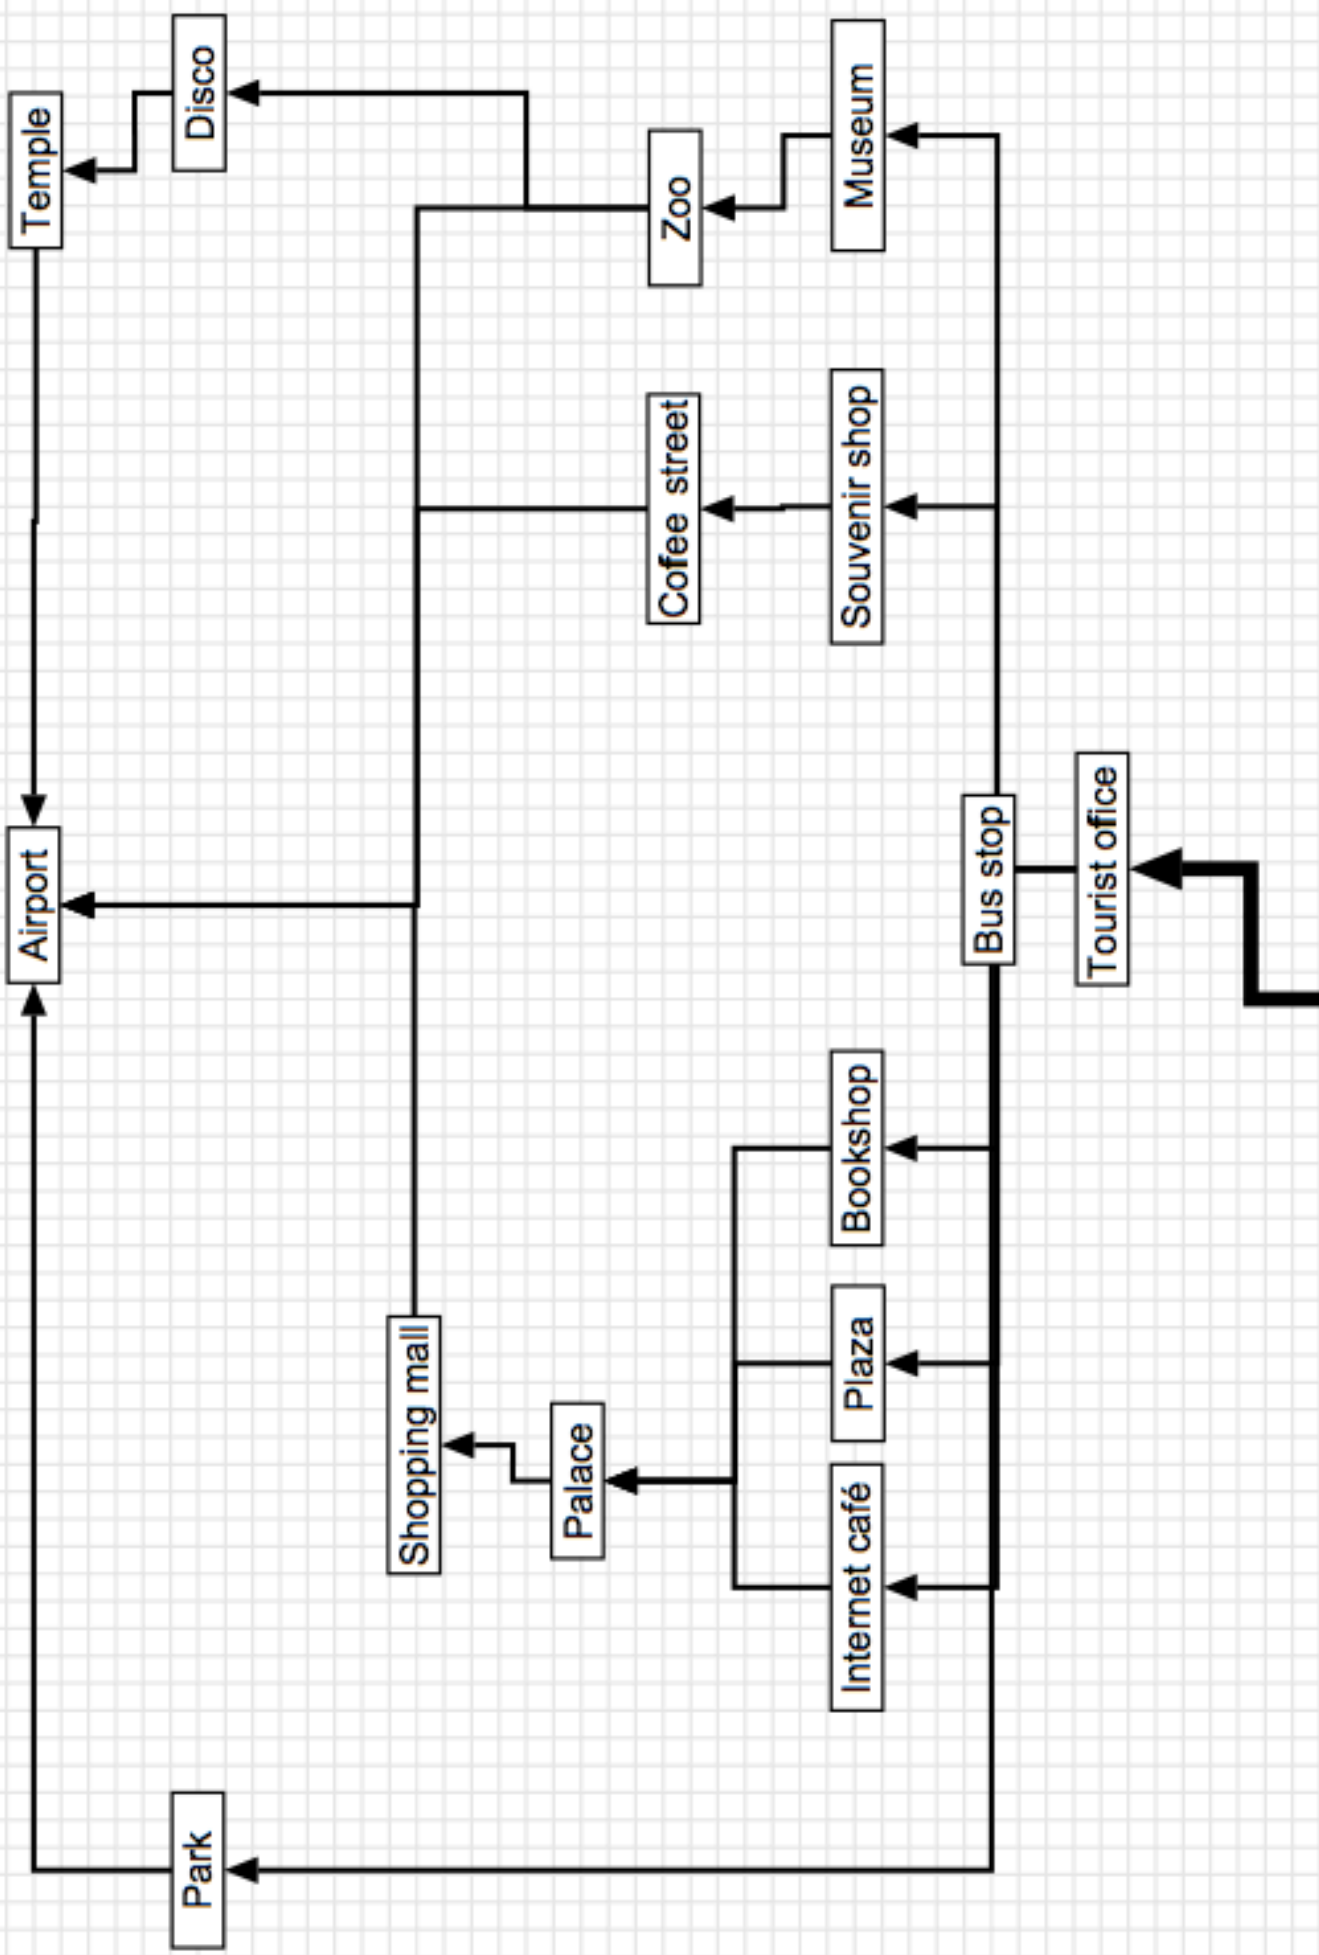 Tourist office
Bus stop
Museum
Souvenir shop
Bookshop
Plaza
Internet café
Zoo
Cofee street
Palace
Shopping mall
Disco
Park
Temple
Airport